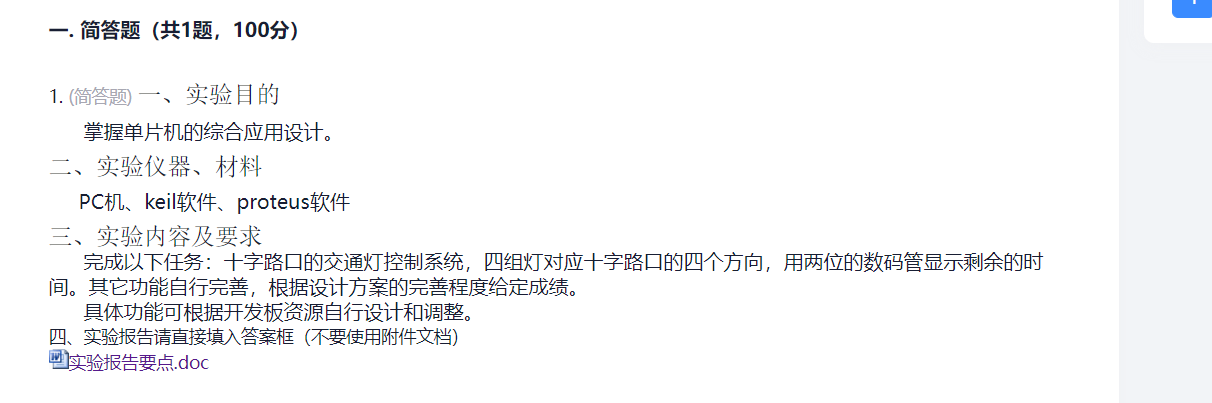 一. 简答题（共1题，100分）
1. (简答题) 一、实验目的
掌握单片机的综合应用设计。
二、实验仪器、材料
PC机、keil软件、proteus软件
三、实验内容及要求
完成以下任务：十字路口的交通灯控制系统，四组灯对应十字路口的四个方向，用两位的数码管显示剩余的时
间。其它功能自行完善，根据设计方案的完善程度给定成绩。
具体功能可根据开发板资源自行设计和调整。
四、实验报告请直接填入答案框（不要使用附件文档）
实验报告要点.doc